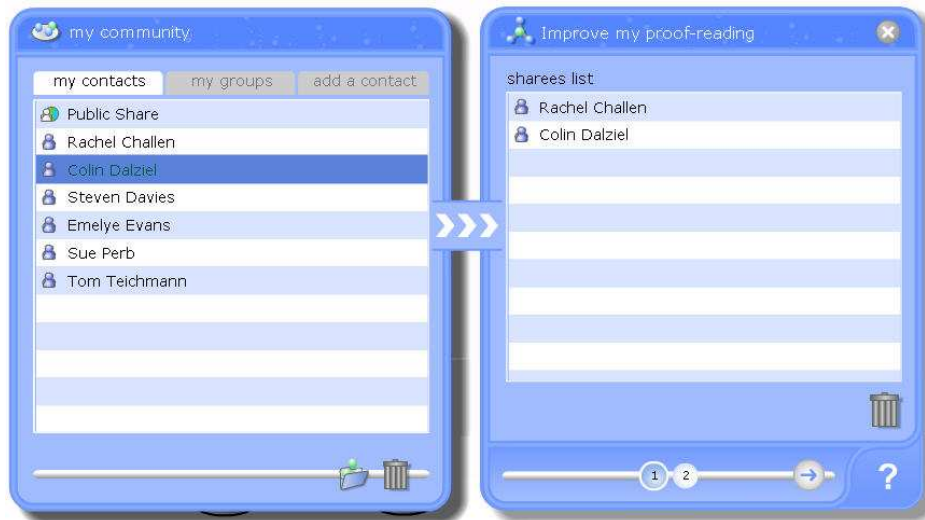 my community
my contacts my groups add a contact
Public Share
Rachel Challen
Colin Dalziel
Steven Davies
Emelye Evans
Sue Perb
Tom Teichmann
Improve my proof-reading
sharees list
Rachel Challen
Colin Dalziel
1 2
?